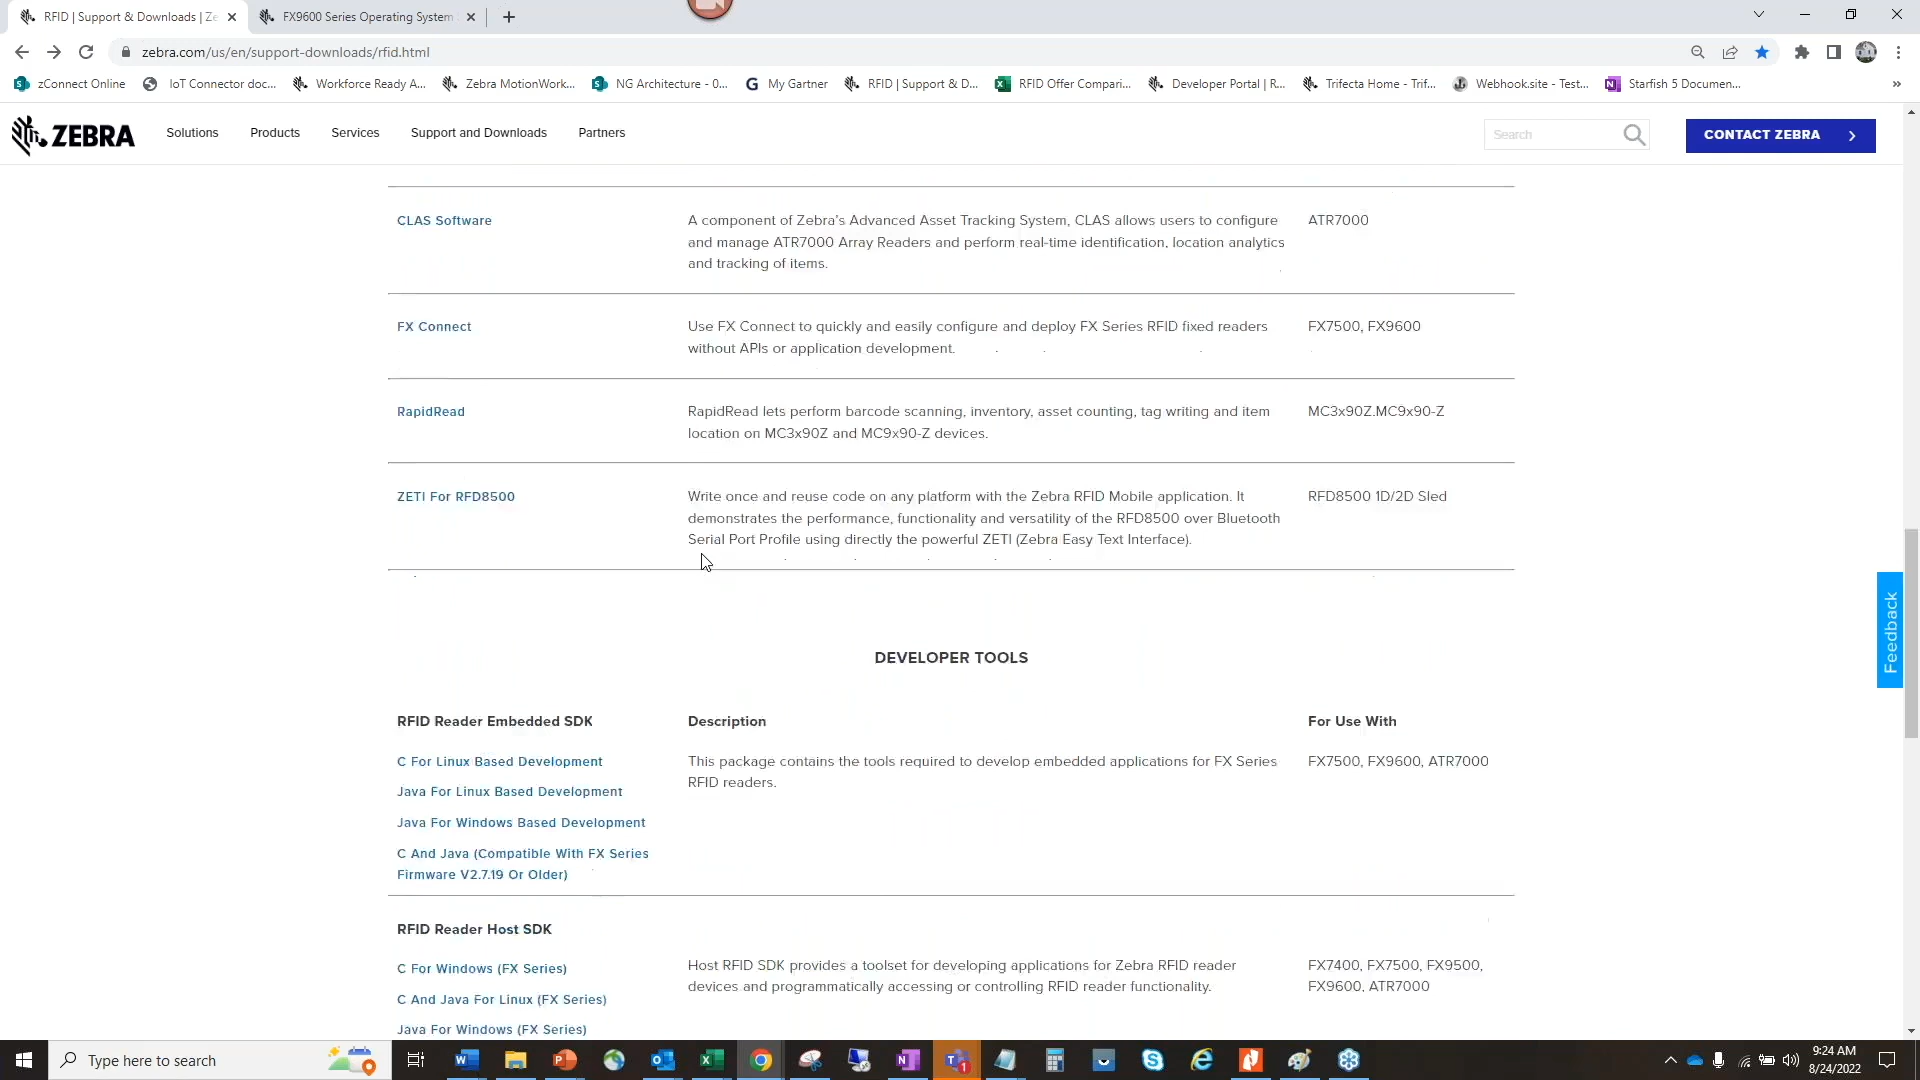 RFID | Support & Downloads | Ze
FX9600 Series Operating System
zebra.com/us/en/support-downloads/rfid.html
zConnect Online
IoT Connector doc...
Workforce Ready A...
Zebra MotionWork...
NG Architecture - 0...
My Gartner
RFID | Support & D...
RFID Offer Compari...
Developer Portal | R...
Trifecta Home - Trif...
Webhook.site - Test...
Starfish 5 Documen...
ZEBRA
Solutions
Products
Services
Support and Downloads
Partners
Search
CONTACT ZEBRA
CLAS Software
A component of Zebra's Advanced Asset Tracking System, CLAS allows users to configure
and manage ATR7000 Array Readers and perform real-time identification, location analytics
and tracking of items.
ATR7000
FX Connect
Use FX Connect to quickly and easily configure and deploy FX Series RFID fixed readers
without APIs or application development.
FX7500, FX9600
RapidRead
RapidRead lets perform barcode scanning, inventory, asset counting, tag writing and item
location on MC3x90Z and MC9x90-Z devices.
MC3x90Z.MC9x90-Z
ZETI For RFD8500
Write once and reuse code on any platform with the Zebra RFID Mobile application. It
demonstrates the performance, functionality and versatility of the RFD8500 over Bluetooth
Serial Port Profile using directly the powerful ZETI (Zebra Easy Text Interface).
RFD8500 1D/2D Sled
Feedback
DEVELOPER TOOLS
RFID Reader Embedded SDK
Description
For Use With
C For Linux Based Development
Java For Linux Based Development
Java For Windows Based Development
C And Java (Compatible With FX Series
Firmware V2.7.19 Or Older)
This package contains the tools required to develop embedded applications for FX Series
RFID readers.
FX7500, FX9600, ATR7000
RFID Reader Host SDK
C For Windows (FX Series)
C And Java For Linux (FX Series)
Java For Windows (FX Series)
Host RFID SDK provides a toolset for developing applications for Zebra RFID reader
devices and programmatically accessing or controlling RFID reader functionality.
FX7400, FX7500, FX9500,
FX9600, ATR7000
Type here to search
9:24 AM
8/24/2022